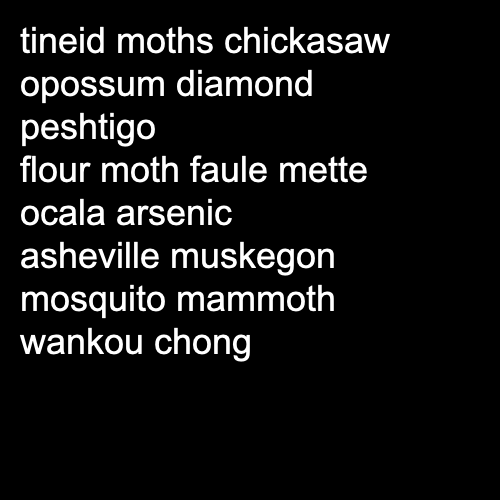 tineid moths chickasaw
opossum diamond
peshtigo
flour moth faule mette
ocala arsenic
asheville muskegon
mosquito mammoth
wankou chong